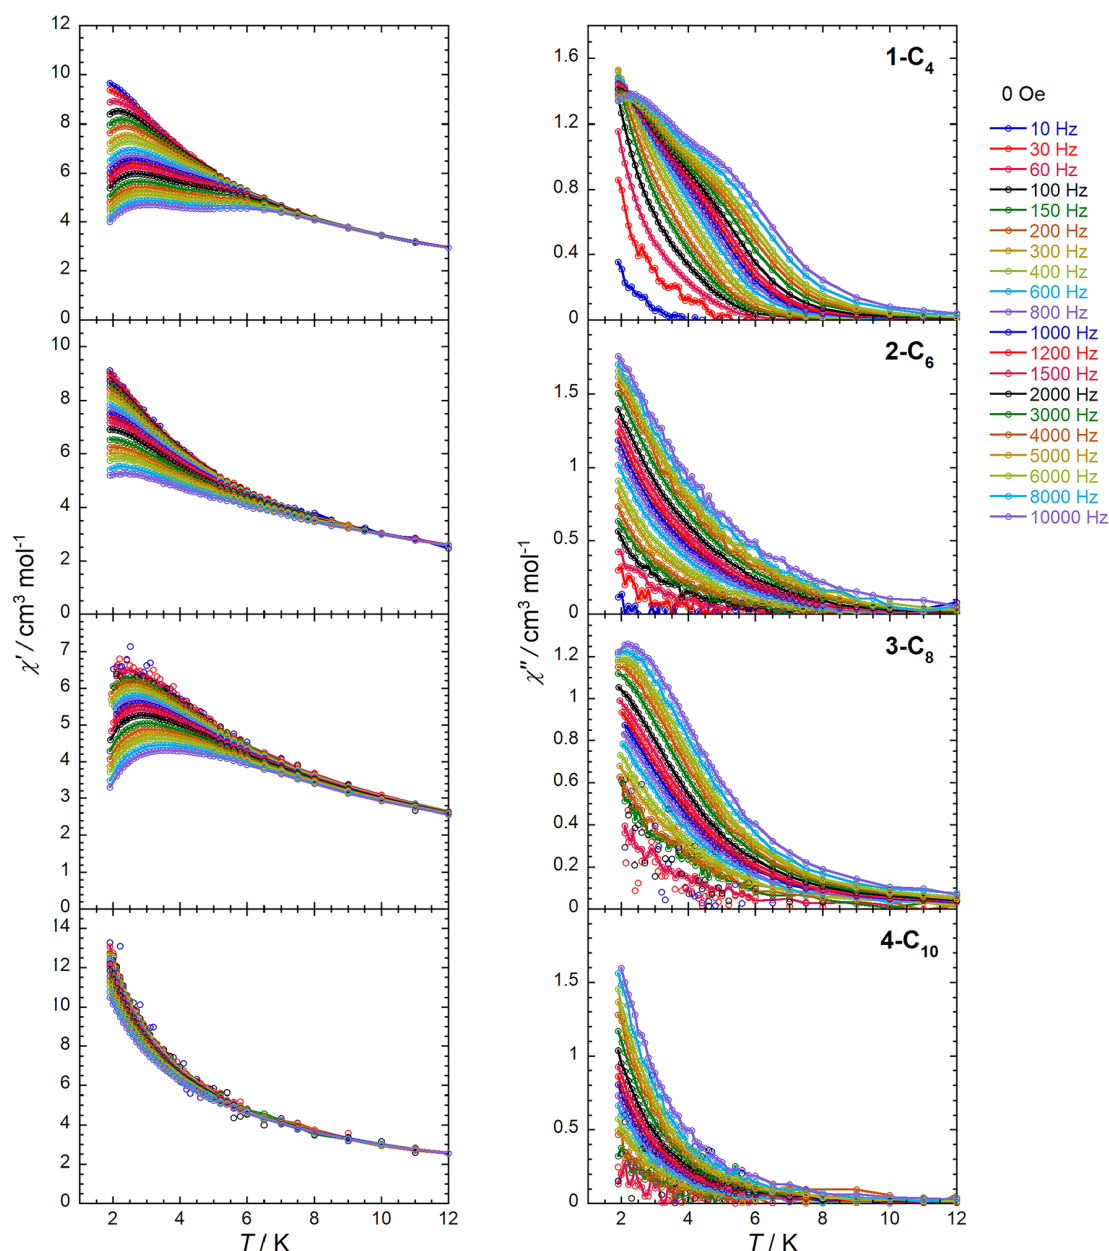 12
10
8
6
4
2
0
1.6
1.2
0.8
0.4
0
1-C₄
0 Oe
10 Hz
30 Hz
60 Hz
100 Hz
150 Hz
200 Hz
300 Hz
400 Hz
600 Hz
800 Hz
1000 Hz
1200 Hz
1500 Hz
2000 Hz
3000 Hz
4000 Hz
5000 Hz
6000 Hz
8000 Hz
10000 Hz
10
8
6
4
2
0
1.5
1
0.5
0
2-C₆
χ′ / cm³ mol⁻¹
χ″ / cm³ mol⁻¹
7
6
5
4
3
2
1
0
1.2
1
0.8
0.6
0.4
0.2
0
3-C₈
14
12
10
8
6
4
2
0
1.5
1
0.5
0
4-C₁₀
2 4 6 8 10 12
2 4 6 8 10 12
T / K
T / K